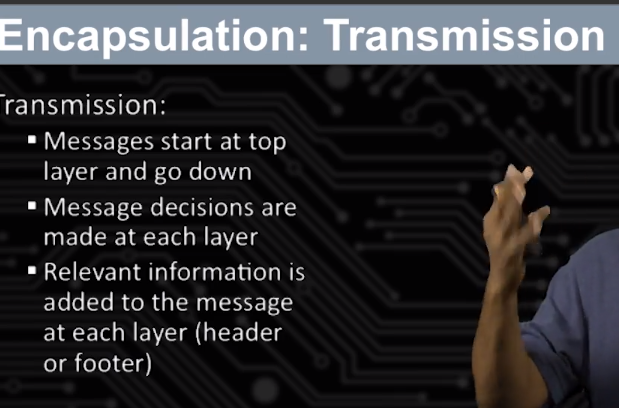 Encapsulation: Transmission
Transmission:
▪ Messages start at top
layer and go down
▪ Message decisions are
made at each layer
▪ Relevant information is
added to the message
at each layer (header
or footer)